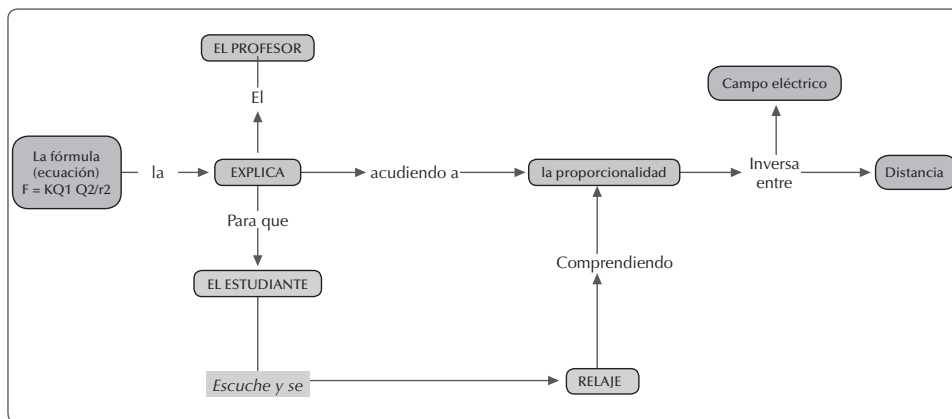 EL PROFESOR
El
Campo eléctrico
La fórmula
(ecuación)
F = KQ1 Q2/r2
la
EXPLICA
acudiendo a
la proporcionalidad
Inversa
entre
Distancia
Para que
EL ESTUDIANTE
Comprendiendo
Escuche y se
RELAJE